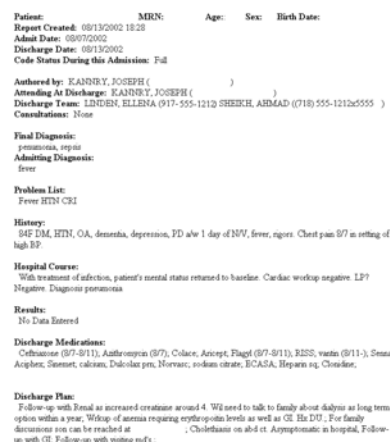 Patient: MRN: Age: Sex: Birth Date:
Report Created: 08/13/2002 18:28
Admit Date: 08/07/2002
Discharge Date: 08/13/2002
Code Status During this Admission: Full
Authored by: KANNRY, JOSEPH ( )
Attending At Discharge: KANNRY, JOSEPH ( )
Discharge Team: LINDEN, ELLENA (917-555-1212) SHEIKH, AHMAD ((718) 555-1212x5555 )
Consultations: None
Final Diagnosis:
pneumonia, sepsis
Admitting Diagnosis:
fever
Problem List:
Fever HTN CRI
History:
84F DM, HTN, OA, dementia, depression, PD a/w 1 day of N/V, fever, rigors. Chest pain 8/7 in setting of
high BP.
Hospital Course:
With treatment of infection, patient's mental status returned to baseline. Cardiac workup negative. LP?
Negative. Diagnosis pneumonia
Results:
No Data Entered
Discharge Medications:
Ceftriaxone (8/7-8/11); Azithromycin (8/7); Colace, Aricept, Flagyl (8/7-8/11); RISS; vantin (8/11-), Senna
Aciphex; Sinemet; calcium; Dulcolax prn; Norvasc; sodium citrate; ECASA; Heparin sq; Clonidine;
Discharge Plan:
Follow-up with Renal as increased creatinine around 4. Wil need to talk to family about dialysis as long term
option within a year; Wrkup of anemia requiring erythropoitn levels as well as GI. Hx DU.; For family
discussions son can be reached at ; Cholethiasis on abd ct. Asymptomatic in hospital, Follow-
up with GI; Follow-up with visiting md's ;